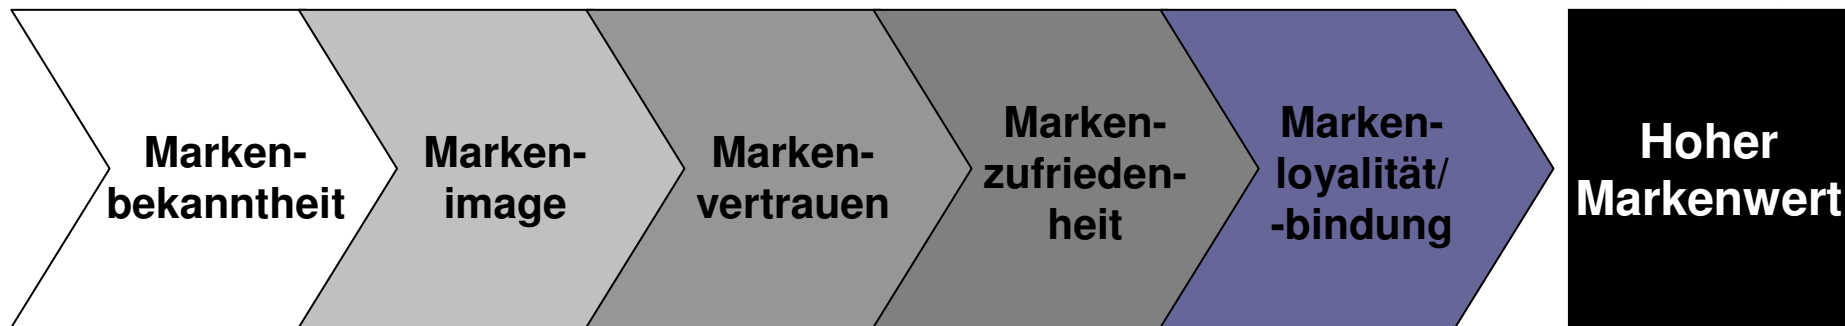 Marken-
bekanntheit
Marken-
image
Marken-
vertrauen
Marken-
zufrieden-
heit
Marken-
loyalität/
-bindung
Hoher
Markenwert